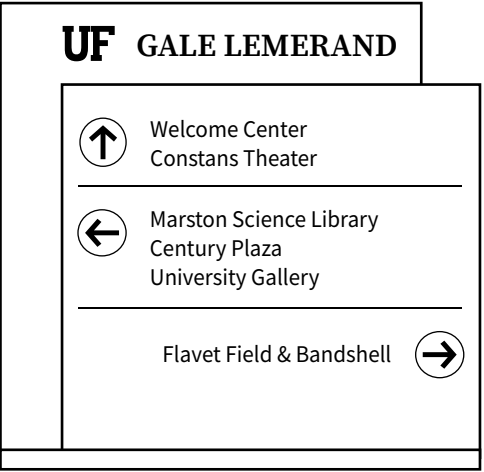 UF GALE LEMERAND
Welcome Center
Constans Theater
Marston Science Library
Century Plaza
University Gallery
Flavet Field & Bandshell